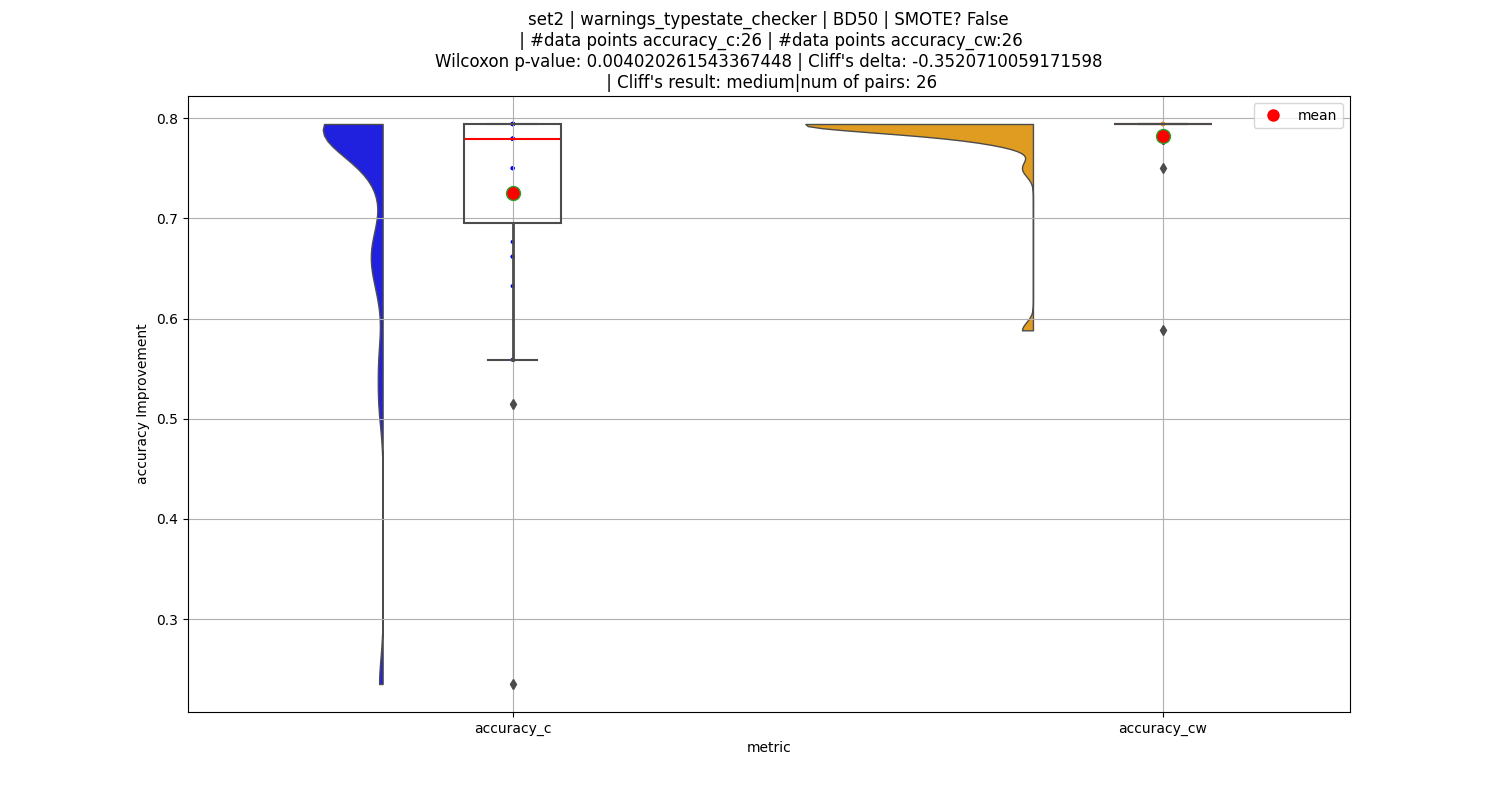 set2 | warnings_typestate_checker | BD50 | SMOTE? False
| #data points accuracy_c:26 | #data points accuracy_cw:26
Wilcoxon p-value: 0.004020261543367448 | Cliff's delta: -0.3520710059171598
| Cliff's result: medium|num of pairs: 26
mean
0.8
0.7
0.6
0.5
0.4
0.3
accuracy Improvement
accuracy_c
accuracy_cw
metric